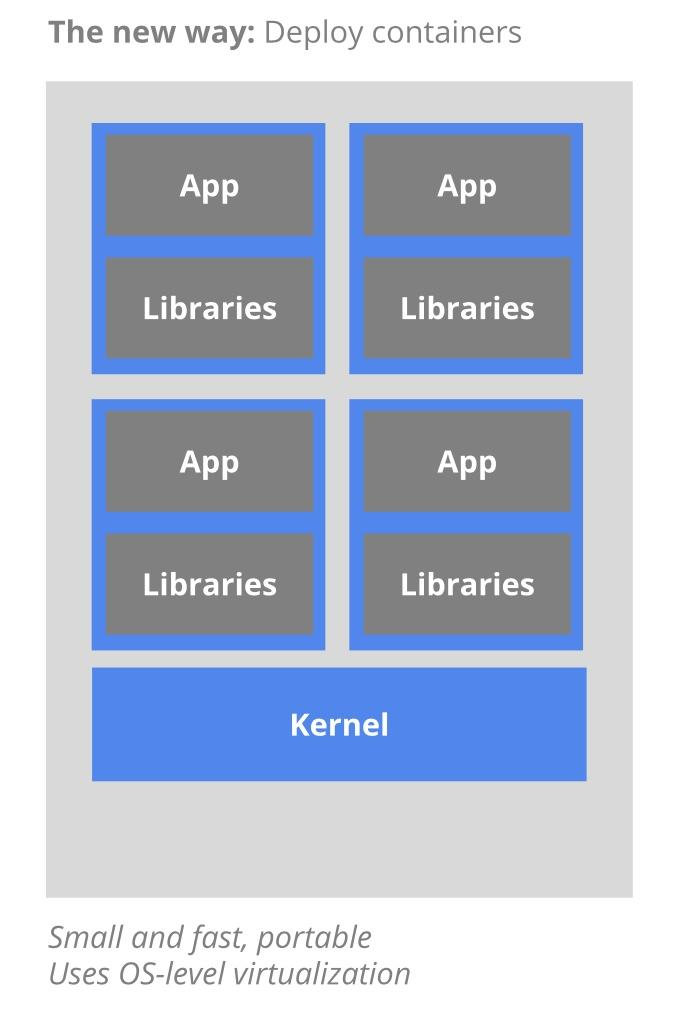 The new way: Deploy containers
App
App
Libraries
Libraries
App
App
Libraries
Libraries
Kernel
Small and fast, portable
Uses OS-level virtualization